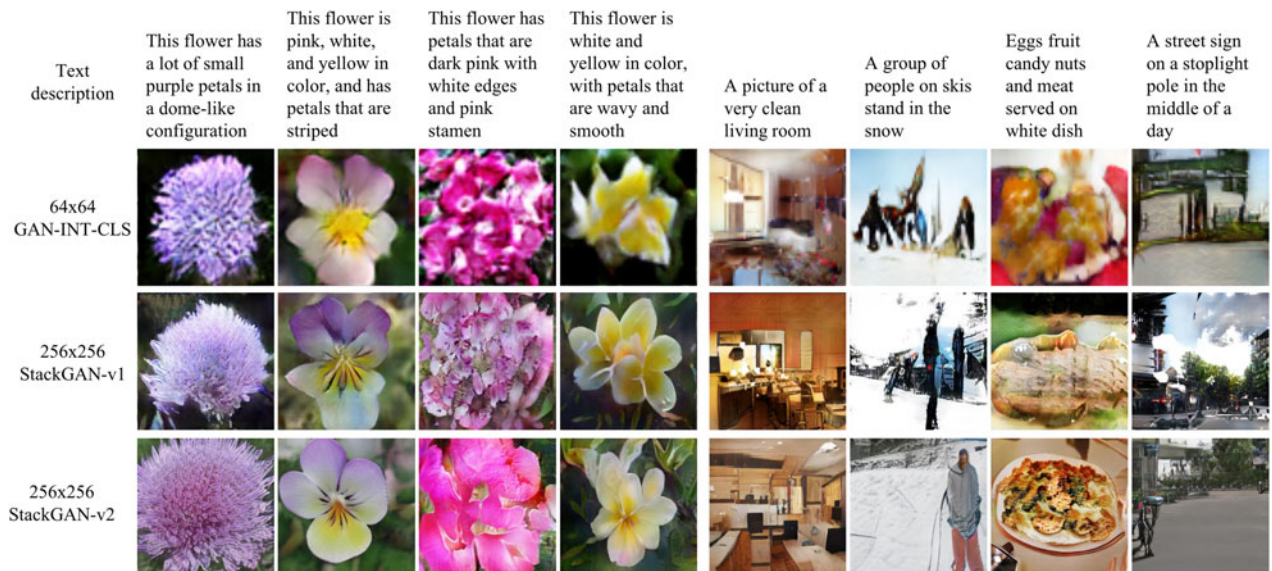 Text
description
This flower has
a lot of small
purple petals in
a dome-like
configuration
This flower is
pink, white,
and yellow in
color, and has
petals that are
striped
This flower has
petals that are
dark pink with
white edges
and pink
stamen
This flower is
white and
yellow in color,
with petals that
are wavy and
smooth
A picture of a
very clean
living room
A group of
people on skis
stand in the
snow
Eggs fruit
candy nuts
and meat
served on
white dish
A street sign
on a stoplight
pole in the
middle of a
day
64x64
GAN-INT-CLS
256x256
StackGAN-v1
256x256
StackGAN-v2